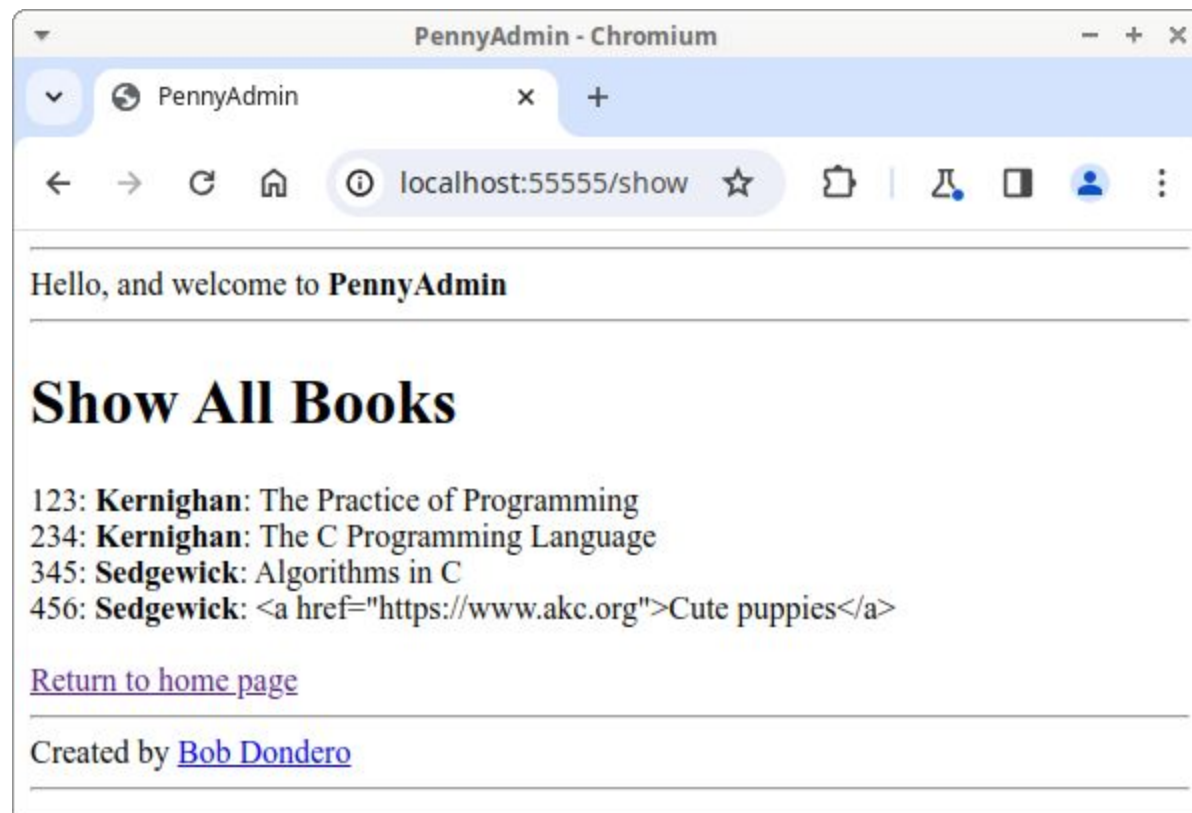 PennyAdmin - Chromium
PennyAdmin
localhost:55555/show
Hello, and welcome to PennyAdmin
Show All Books
123: Kernighan: The Practice of Programming
234: Kernighan: The C Programming Language
345: Sedgewick: Algorithms in C
456: Sedgewick: <a href="https://www.akc.org">Cute puppies</a>
Return to home page
Created by Bob Dondero